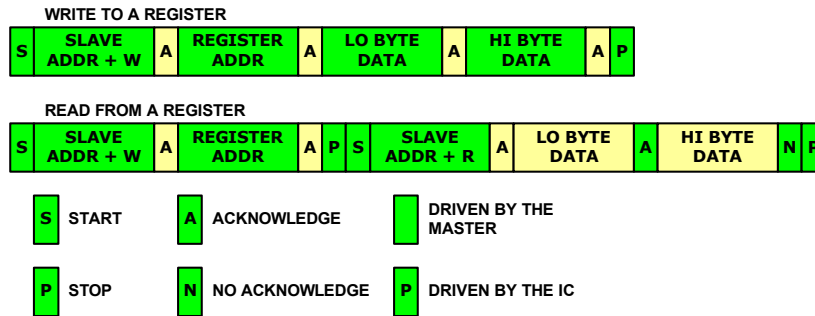 WRITE TO A REGISTER
S SLAVE ADDR + W A REGISTER ADDR A LO BYTE DATA A HI BYTE DATA A P
READ FROM A REGISTER
S SLAVE ADDR + W A REGISTER ADDR A P S SLAVE ADDR + R A LO BYTE DATA A HI BYTE DATA N P
S START A ACKNOWLEDGE DRIVEN BY THE MASTER
P STOP N NO ACKNOWLEDGE P DRIVEN BY THE IC